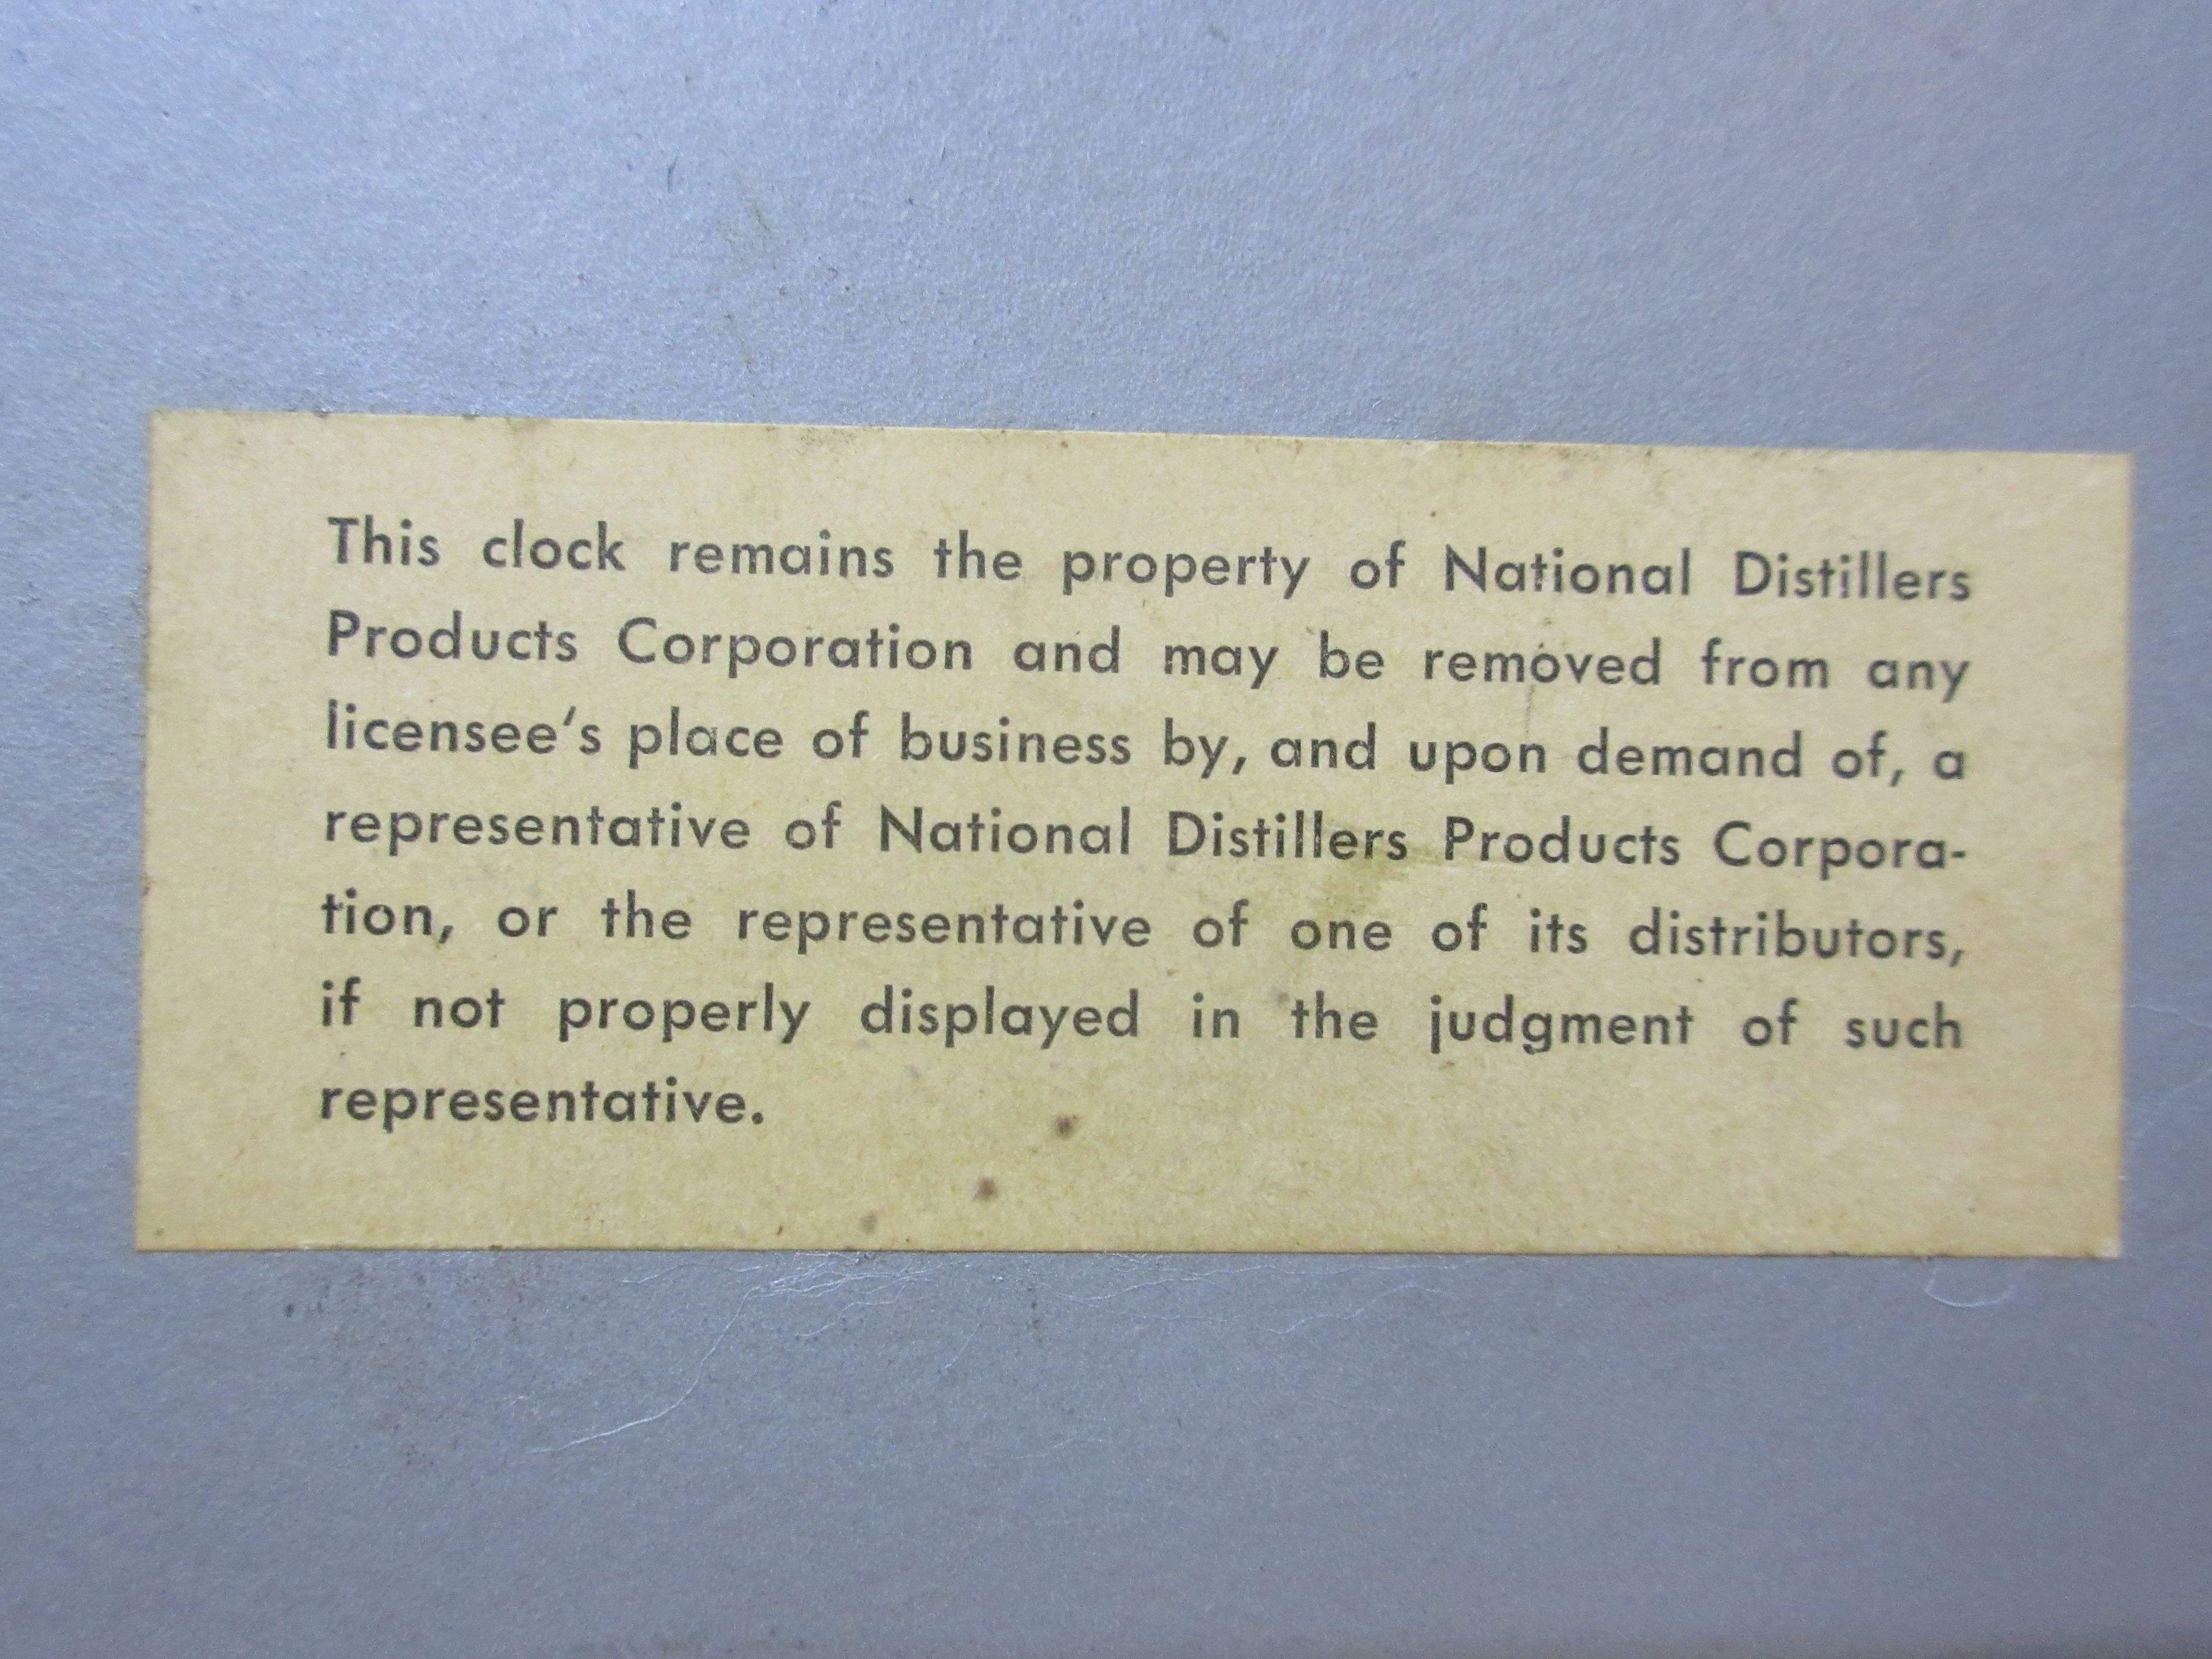 This clock remains the property of National Distillers
Products Corporation and may be removed from any
licensee's place of business by, and upon demand of, a
representative of National Distillers Products Corpora-
tion, or the representative of one of its distributors,
if not properly displayed in the judgment of such
representative.